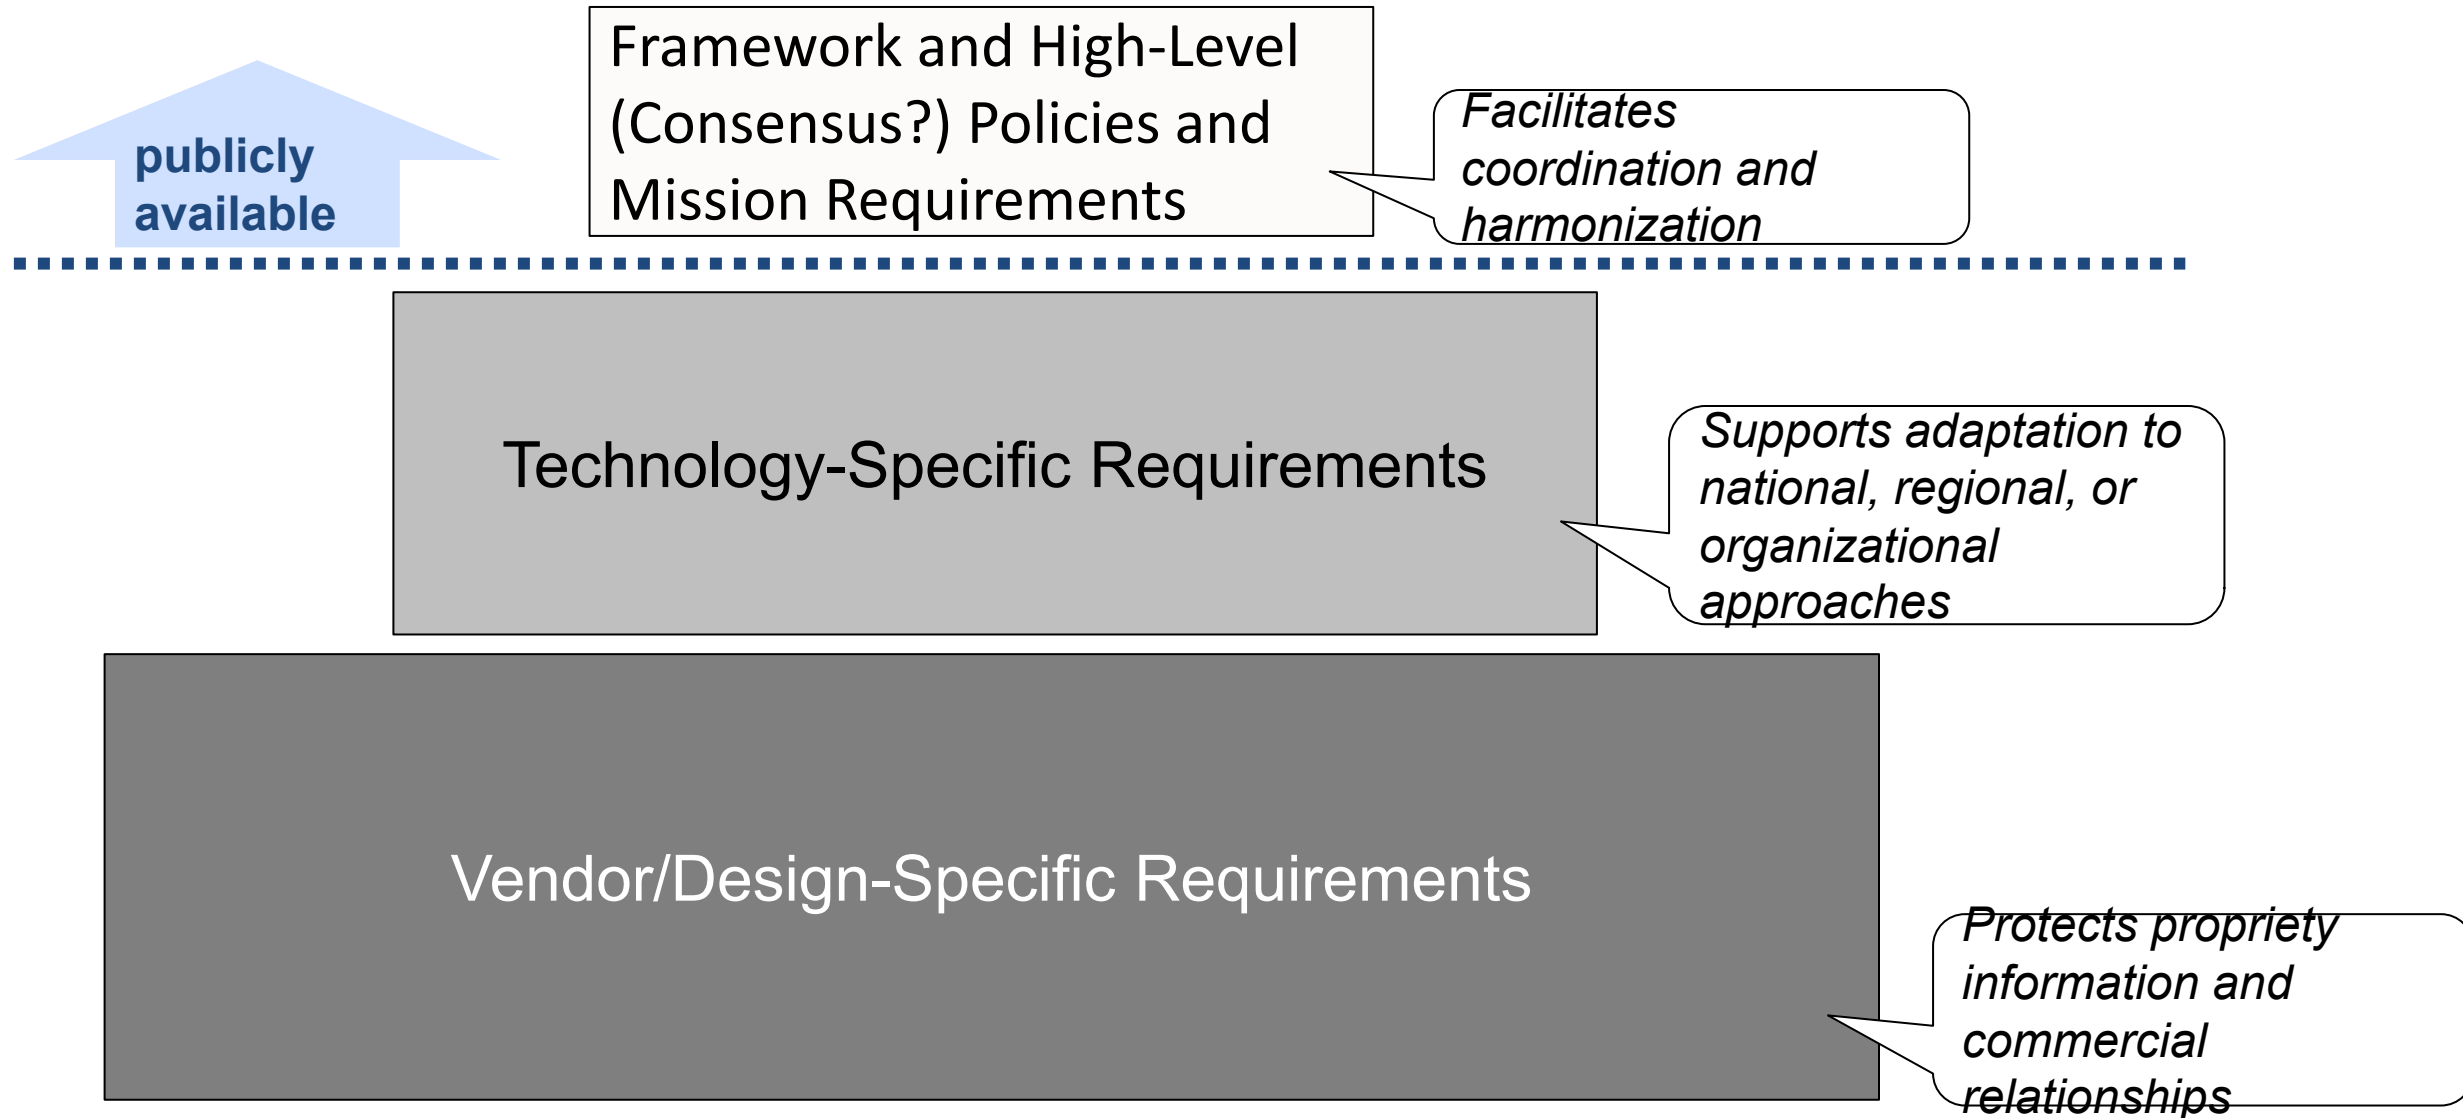 Framework and High-Level
(Consensus?) Policies and
Mission Requirements
publicly
available
Facilitates
coordination and
harmonization
Technology-Specific Requirements
Supports adaptation to
national, regional, or
organizational
approaches
Vendor/Design-Specific Requirements
Protects propriety
information and
commercial
relationships